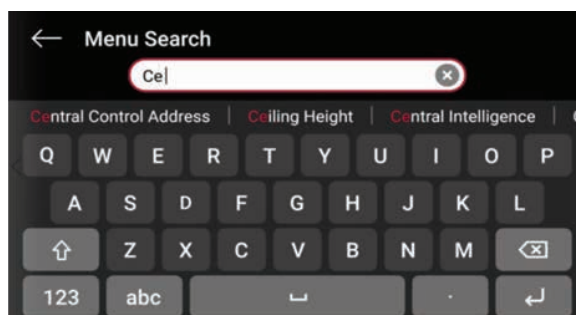 Menu Search
Ce
Central Control Address | Ceiling Height | Central Intelligence |
Q W E R T Y U I O P
A S D F G H J K L
Z X C V B N M
123 abc .